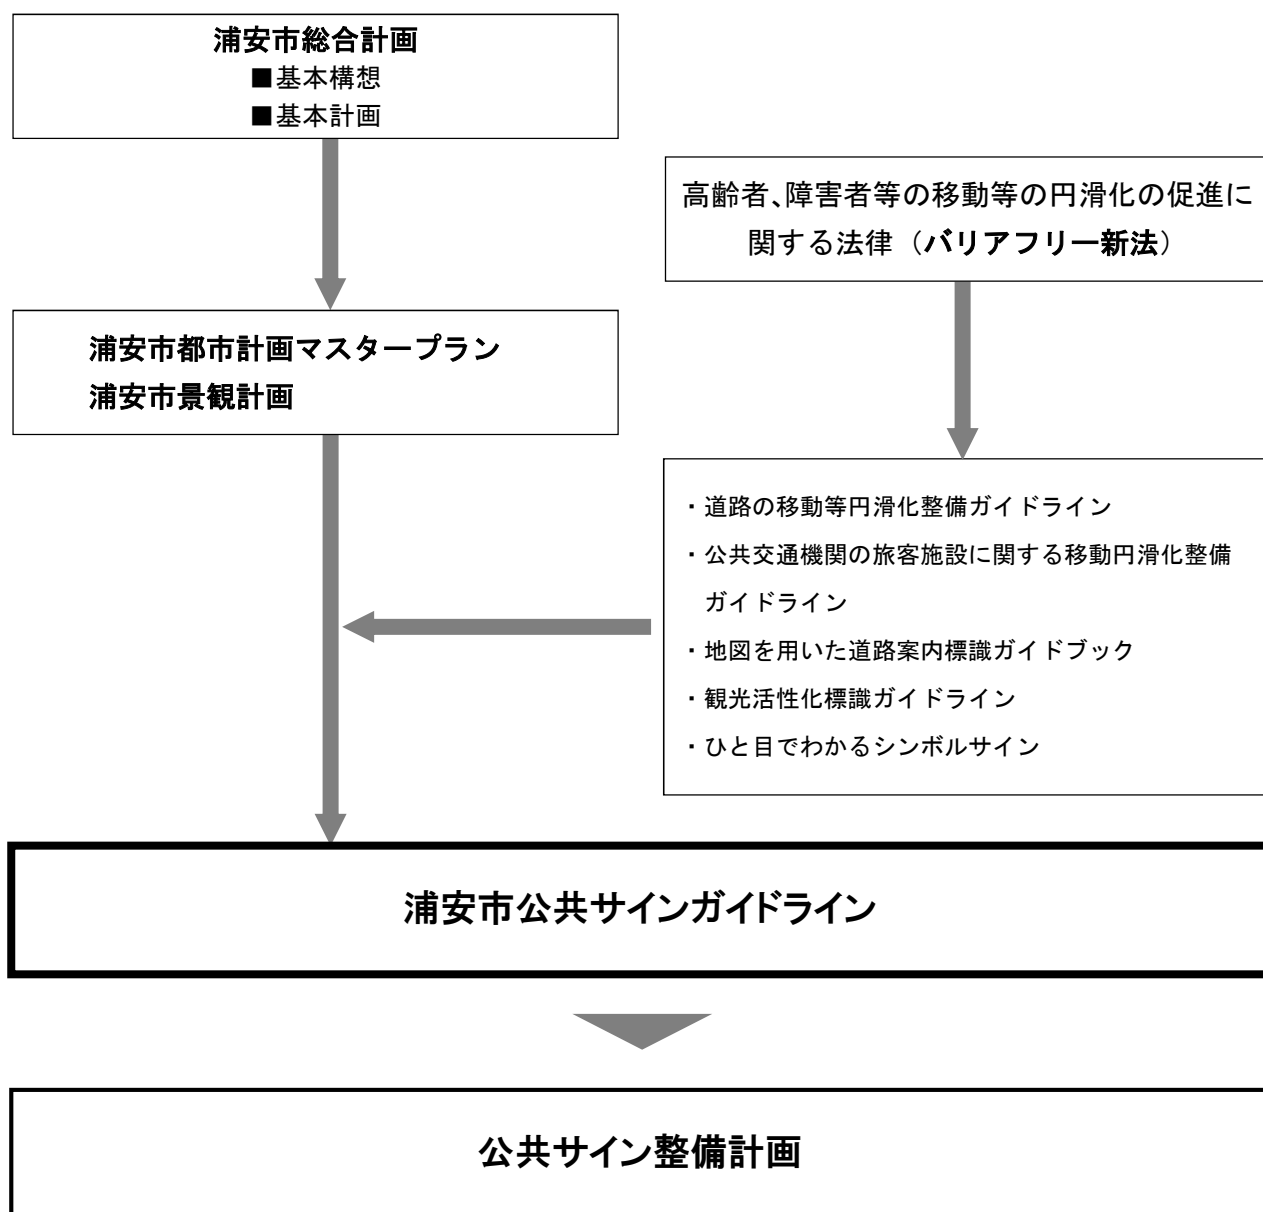 浦安市総合計画
■基本構想
■基本計画
高齢者、障害者等の移動等の円滑化の促進に
関する法律（バリアフリー新法）
浦安市都市計画マスタープラン
浦安市景観計画
・道路の移動等円滑化整備ガイドライン
・公共交通機関の旅客施設に関する移動円滑化整備
ガイドライン
・地図を用いた道路案内標識ガイドブック
・観光活性化標識ガイドライン
・ひと目でわかるシンボルサイン
浦安市公共サインガイドライン
公共サイン整備計画